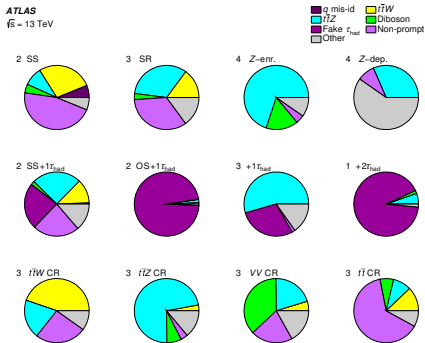 ATLAS
√s = 13 TeV
q mis-id
tt̄W
tt̄Z
Diboson
Fake τhad
Non-prompt
Other
2 SS
3 SR
4 Z-enr.
4 Z-dep.
2 SS+1τhad
2 OS+1τhad
3 +1τhad
1 +2τhad
3 tt̄W CR
3 tt̄Z CR
3 VV CR
3 tt̄ CR